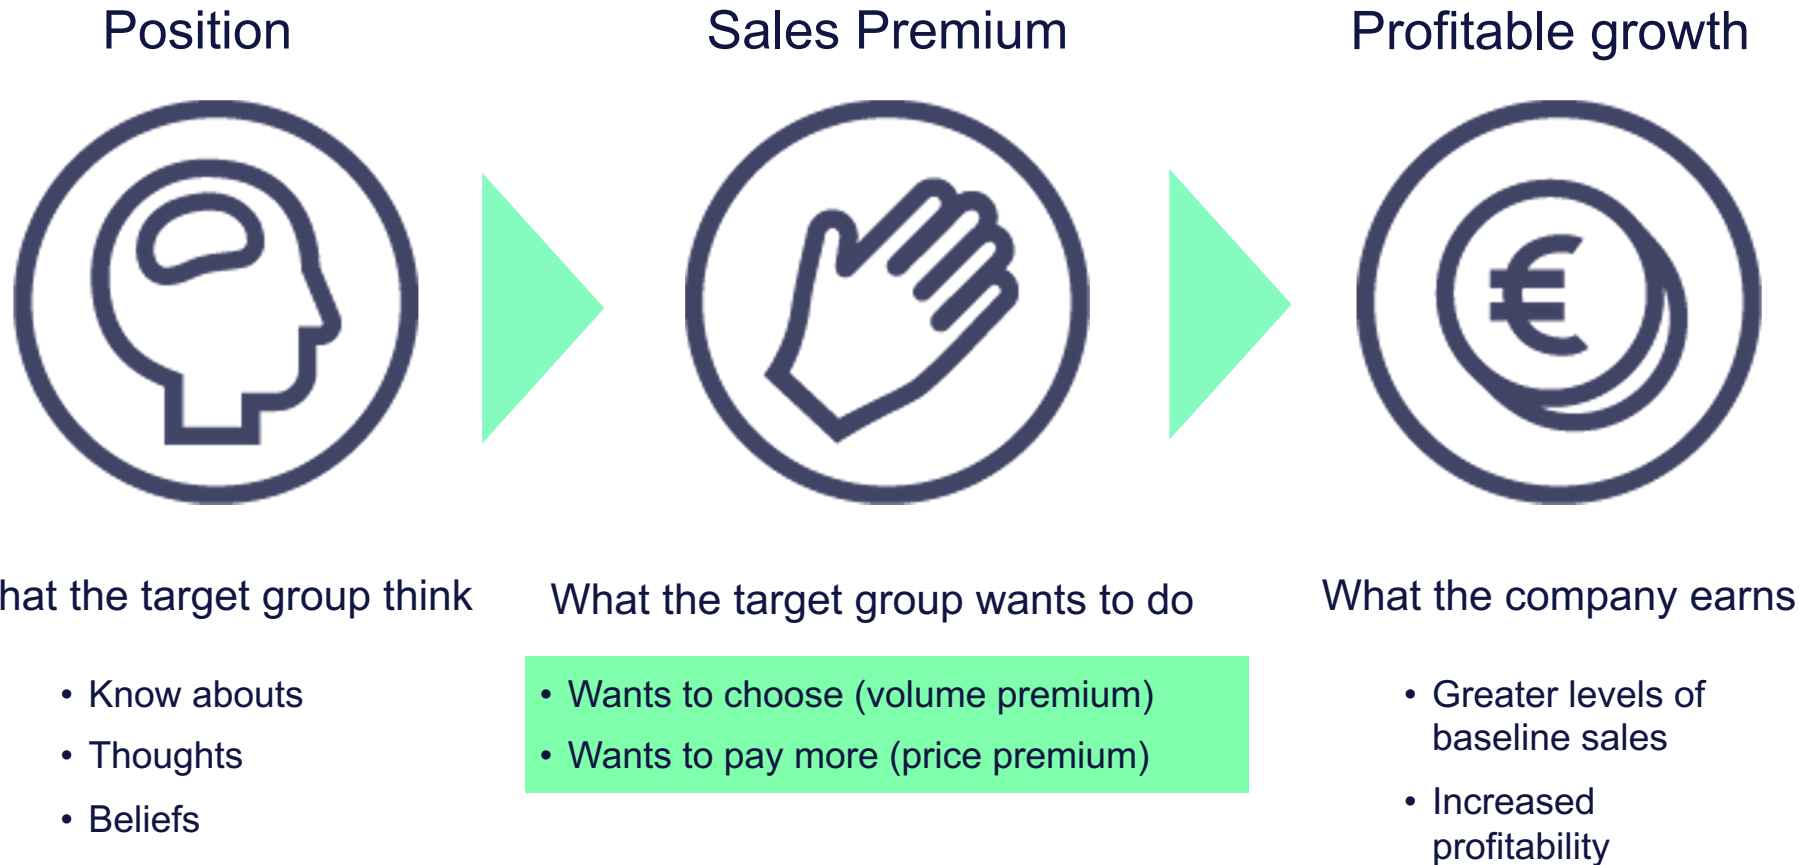 Position
Sales Premium
Profitable growth
€
hat the target group think
What the target group wants to do
What the company earns
• Know abouts
• Thoughts
• Beliefs
• Wants to choose (volume premium)
• Wants to pay more (price premium)
• Greater levels of
baseline sales
• Increased
profitability